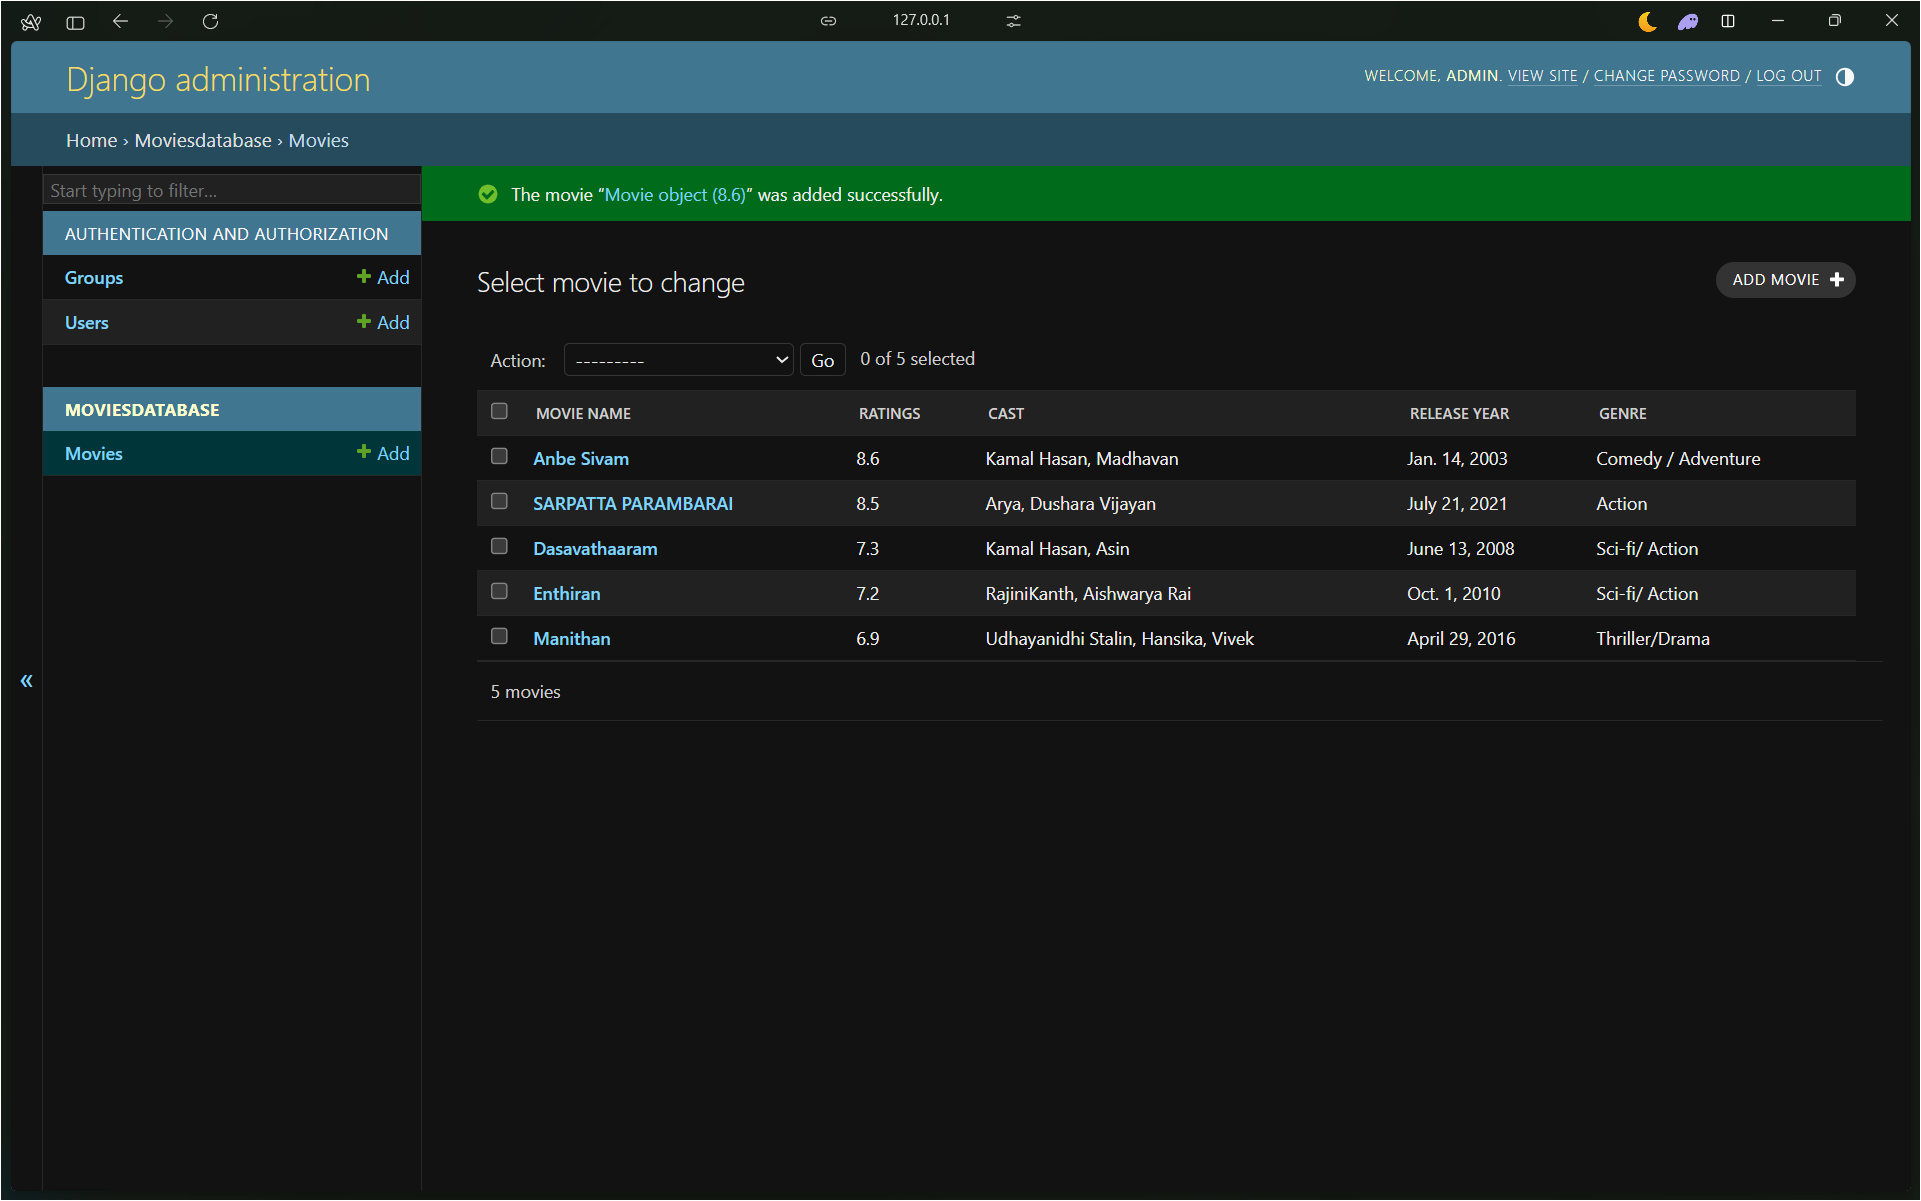 127.0.0.1
Django administration
WELCOME, ADMIN. VIEW SITE / CHANGE PASSWORD / LOG OUT
Home › Moviesdatabase › Movies
Start typing to filter...
AUTHENTICATION AND AUTHORIZATION
Groups + Add
Users + Add
MOVIESDATABASE
Movies + Add
«
The movie “Movie object (8.6)” was added successfully.
Select movie to change
ADD MOVIE +
Action: --------- Go 0 of 5 selected
MOVIE NAME RATINGS CAST RELEASE YEAR GENRE
Anbe Sivam 8.6 Kamal Hasan, Madhavan Jan. 14, 2003 Comedy / Adventure
SARPATTA PARAMBARAI 8.5 Arya, Dushara Vijayan July 21, 2021 Action
Dasavathaaram 7.3 Kamal Hasan, Asin June 13, 2008 Sci-fi/ Action
Enthiran 7.2 RajiniKanth, Aishwarya Rai Oct. 1, 2010 Sci-fi/ Action
Manithan 6.9 Udhayanidhi Stalin, Hansika, Vivek April 29, 2016 Thriller/Drama
5 movies